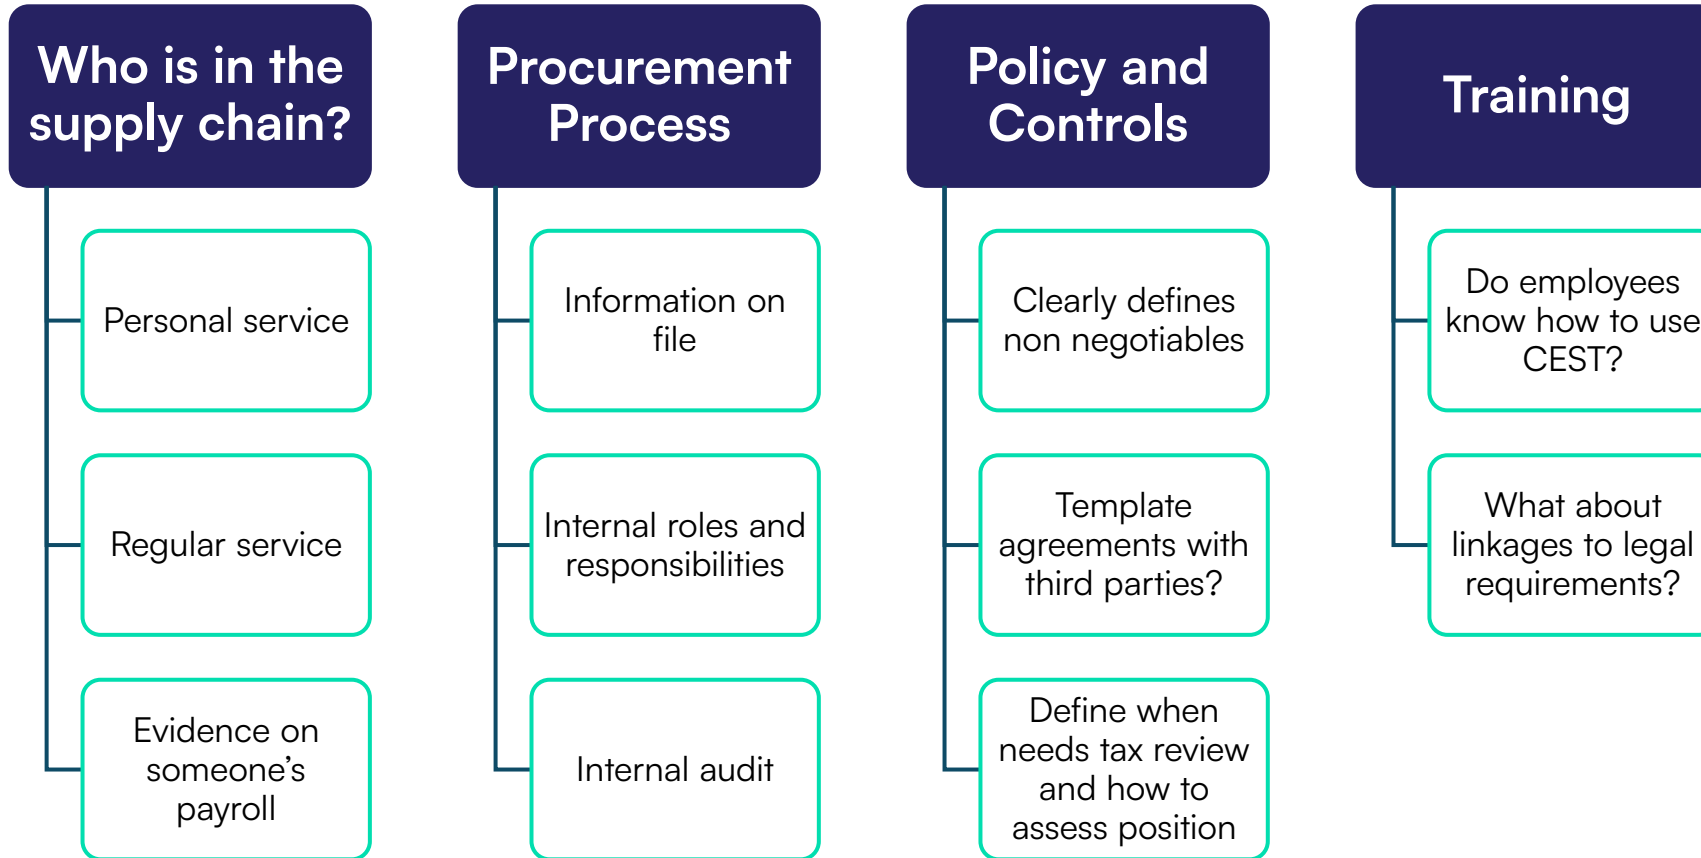 Who is in the
supply chain?
Personal service
Regular service
Evidence on
someone’s
payroll
Procurement
Process
Information on
file
Internal roles and
responsibilities
Internal audit
Policy and
Controls
Clearly defines
non negotiables
Template
agreements with
third parties?
Define when
needs tax review
and how to
assess position
Training
Do employees
know how to use
CEST?
What about
linkages to legal
requirements?